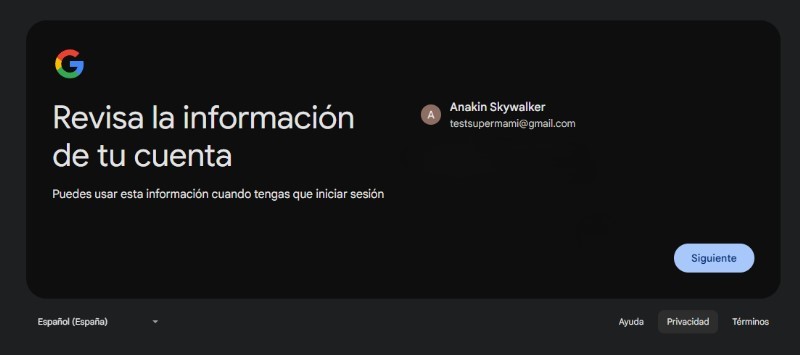 Revisa la información
de tu cuenta
Puedes usar esta información cuando tengas que iniciar sesión
A
Anakin Skywalker
testsupermami@gmail.com
Siguiente
Español (España)
Ayuda
Privacidad
Términos